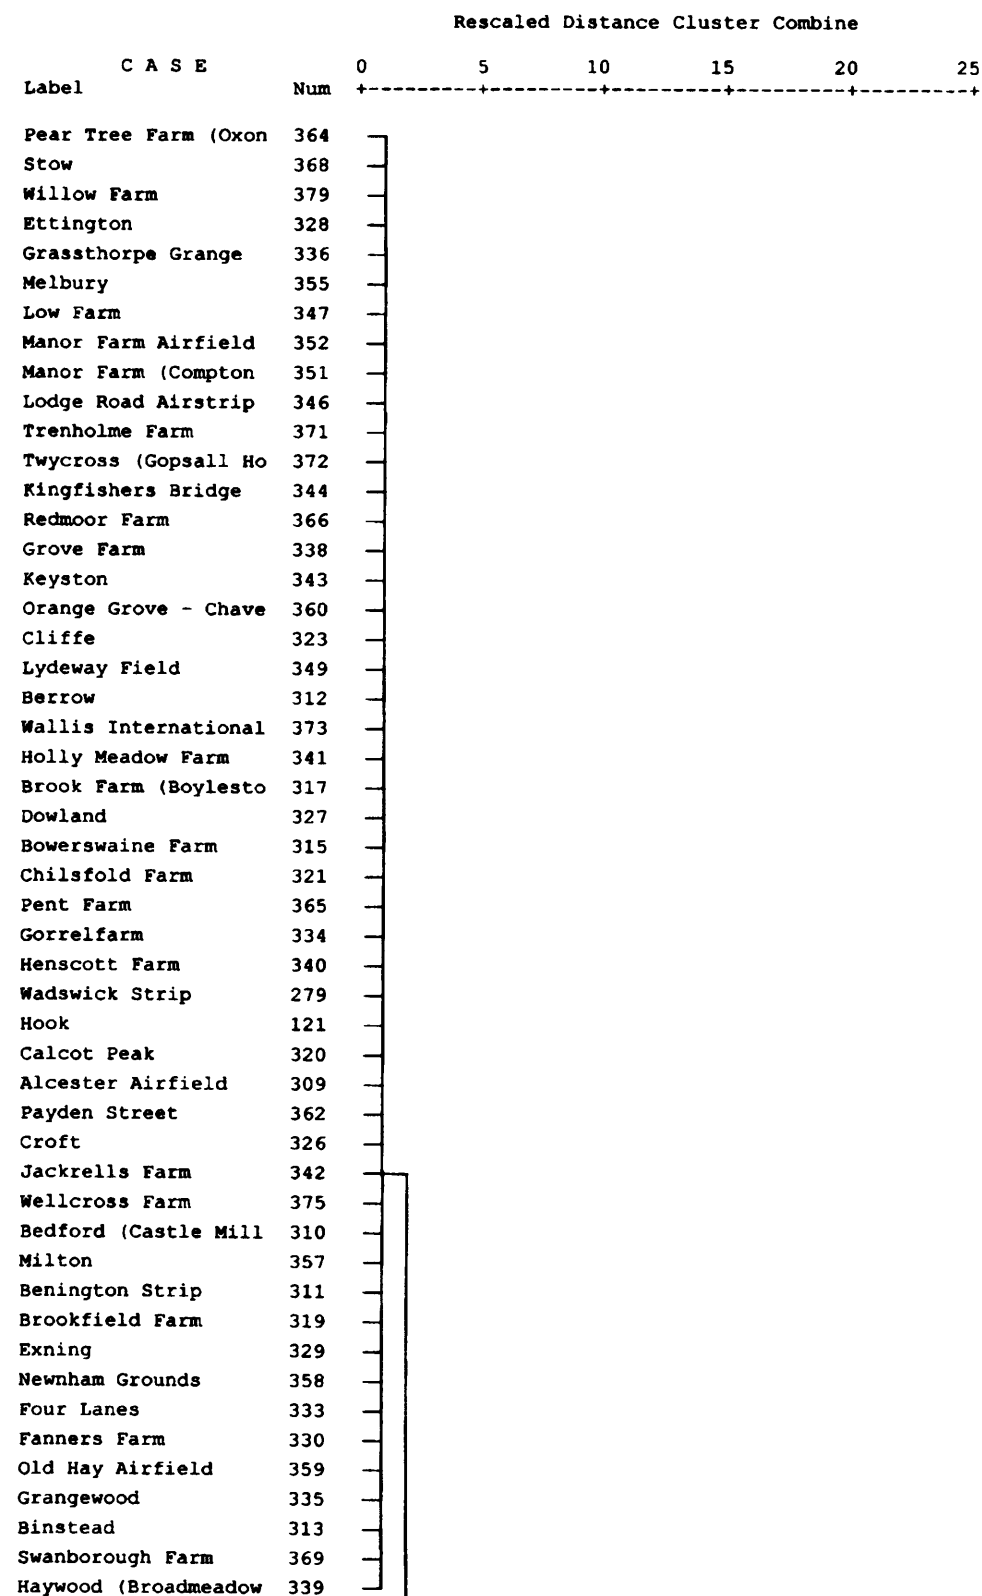 Rescaled Distance Cluster Combine
C A S E 0 5 10 15 20 25
Label Num +---------+---------+---------+---------+---------+
Pear Tree Farm (Oxon 364
Stow 368
Willow Farm 379
Ettington 328
Grassthorpe Grange 336
Melbury 355
Low Farm 347
Manor Farm Airfield 352
Manor Farm (Compton 351
Lodge Road Airstrip 346
Trenholme Farm 371
Twycross (Gopsall Ho 372
Kingfishers Bridge 344
Redmoor Farm 366
Grove Farm 338
Keyston 343
Orange Grove - Chave 360
Cliffe 323
Lydeway Field 349
Berrow 312
Wallis International 373
Holly Meadow Farm 341
Brook Farm (Boylesto 317
Dowland 327
Bowerswaine Farm 315
Chilsfold Farm 321
Pent Farm 365
Gorrelfarm 334
Henscott Farm 340
Wadswick Strip 279
Hook 121
Calcot Peak 320
Alcester Airfield 309
Payden Street 362
Croft 326
Jackrells Farm 342
Wellcross Farm 375
Bedford (Castle Mill 310
Milton 357
Benington Strip 311
Brookfield Farm 319
Exning 329
Newnham Grounds 358
Four Lanes 333
Fanners Farm 330
Old Hay Airfield 359
Grangewood 335
Binstead 313
Swanborough Farm 369
Haywood (Broadmeadow 339